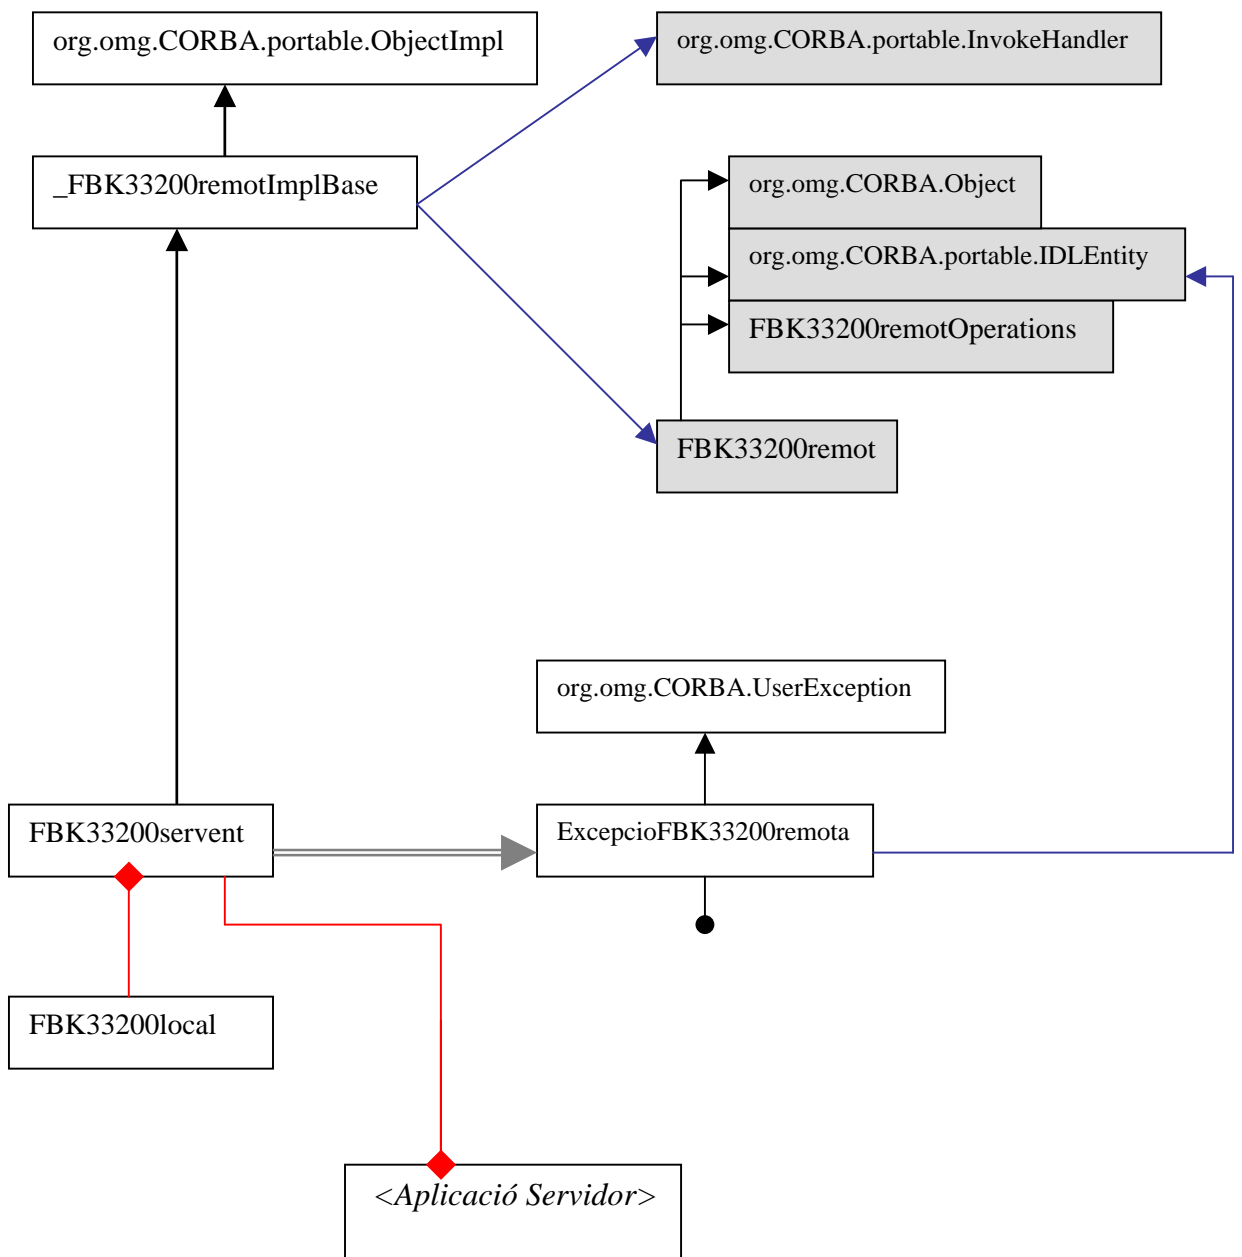 org.omg.CORBA.portable.ObjectImpl
org.omg.CORBA.portable.InvokeHandler
_FBK33200remotImplBase
org.omg.CORBA.Object
org.omg.CORBA.portable.IDLEntity
FBK33200remotOperations
FBK33200remot
org.omg.CORBA.UserException
FBK33200servent
ExcepcioFBK33200remota
FBK33200local
<Aplicació Servidor>